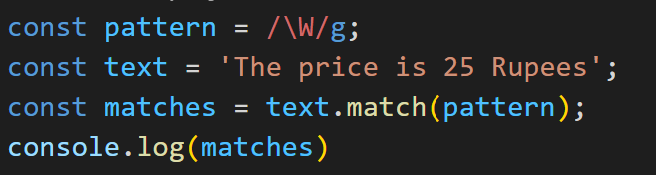 const pattern = /\W/g;
const text = 'The price is 25 Rupees';
const matches = text.match(pattern);
console.log(matches)